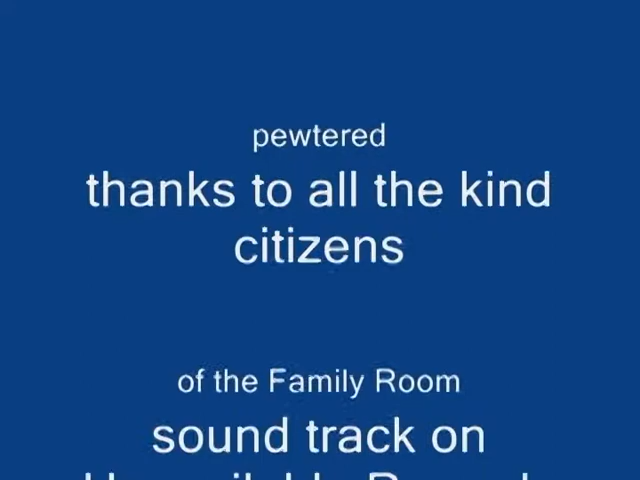 pewtered
thanks to all the kind
citizens
of the Family Room
sound track on